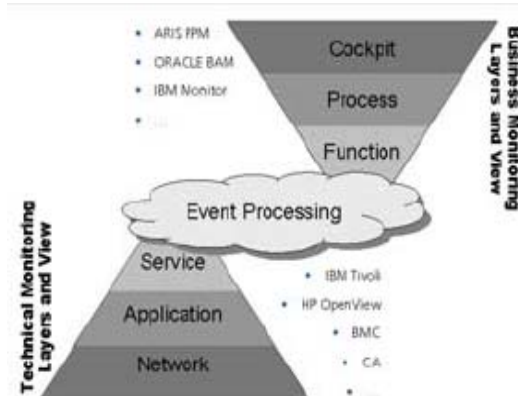 ARIS PPM
ORACLE BAM
IBM Monitor
...
Cockpit
Process
Function
Business Monitoring
Layers and View
Event Processing
Technical Monitoring
Layers and View
Service
Application
Network
IBM Tivoli
HP OpenView
BMC
CA
...